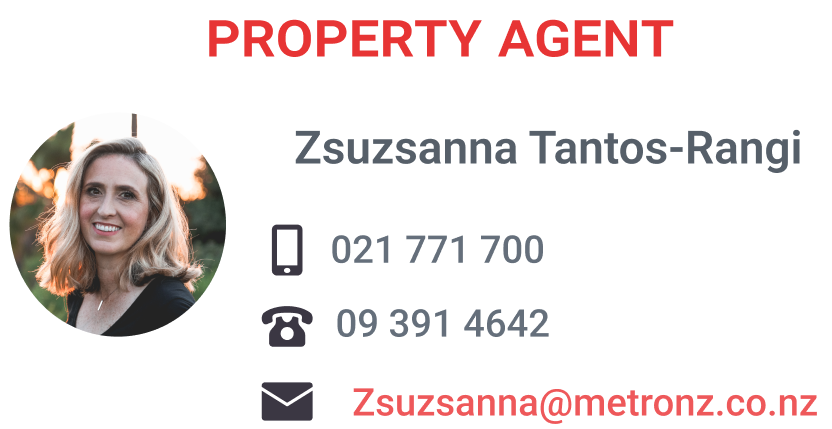 PROPERTY AGENT
Zsuzsanna Tantos-Rangi
021 771 700
09 391 4642
Zsuzsanna@metronz.co.nz